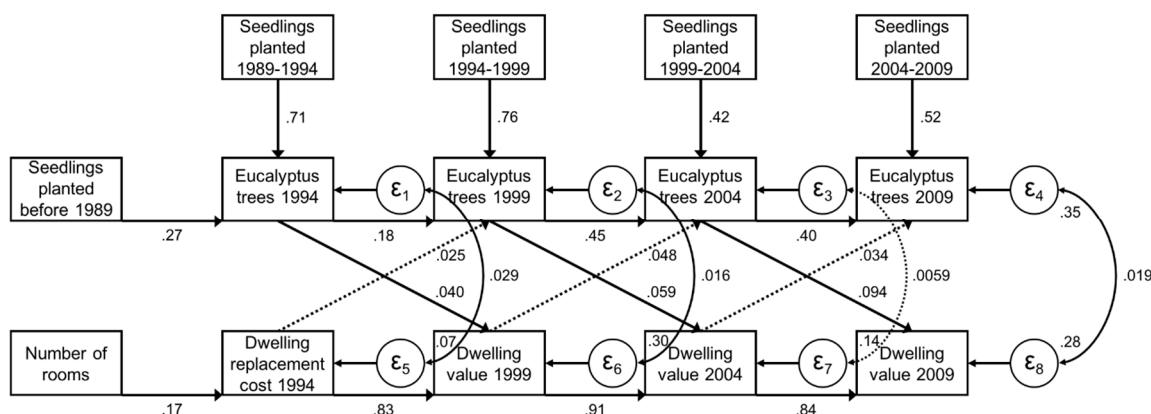 Seedlings
planted
1989-1994
Seedlings
planted
1994-1999
Seedlings
planted
1999-2004
Seedlings
planted
2004-2009
.71
.76
.42
.52
Seedlings
planted
before 1989
Eucalyptus
trees 1994
ε1
Eucalyptus
trees 1999
ε2
Eucalyptus
trees 2004
ε3
Eucalyptus
trees 2009
ε4
.35
.27
.18
.45
.40
.025
.029
.048
.016
.034
.0059
.019
.040
.059
.094
Number of
rooms
Dwelling
replacement
cost 1994
ε5
.07
Dwelling
value 1999
ε6
.30
Dwelling
value 2004
ε7
.14
Dwelling
value 2009
ε8
.28
.17
.83
.91
.84